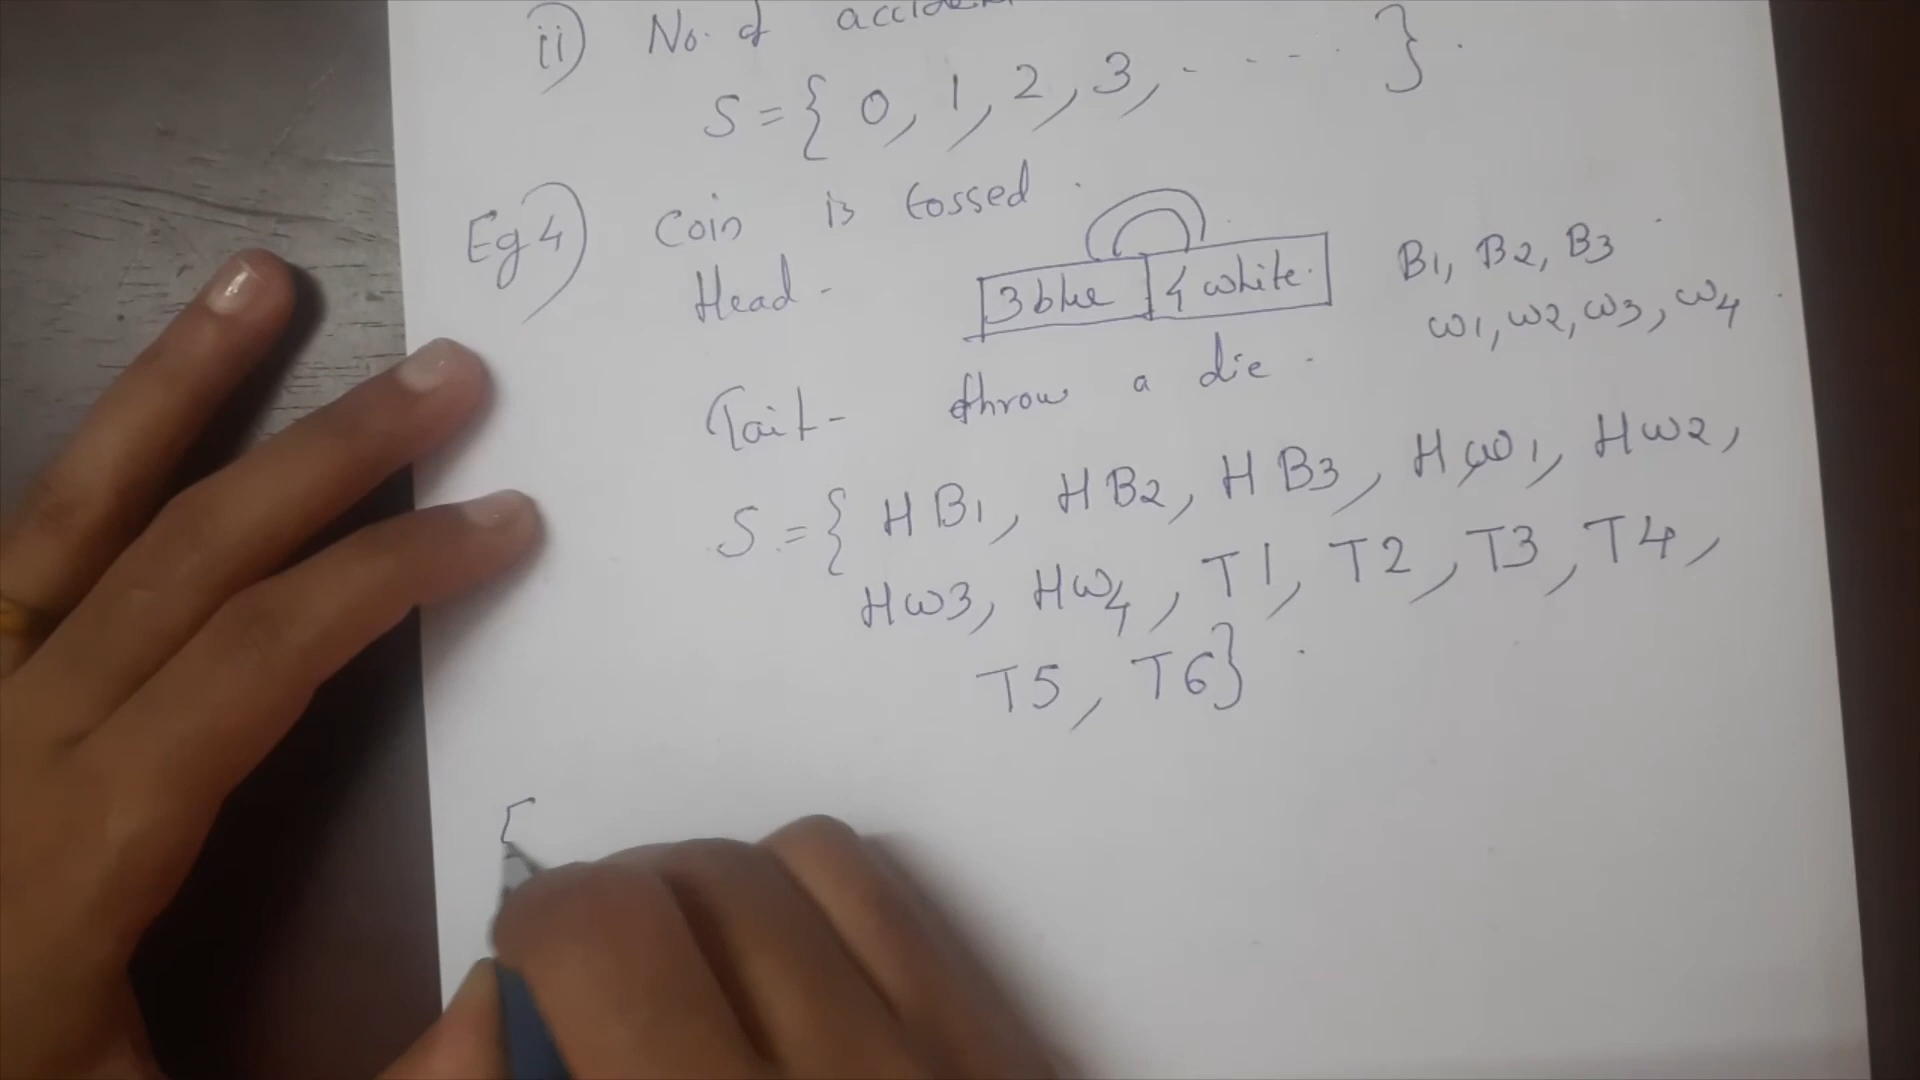 ii) No. of
S = { 0, 1, 2, 3, - - - - - }.
Eg 4) Coin is tossed.
Head - 3 blue 4 white. B1, B2, B3
w1, w2, w3, w4.
Tail - throw a die.
S = { HB1, HB2, HB3, Hw1, Hw2,
Hw3, Hw4, T1, T2, T3, T4,
T5, T6}.